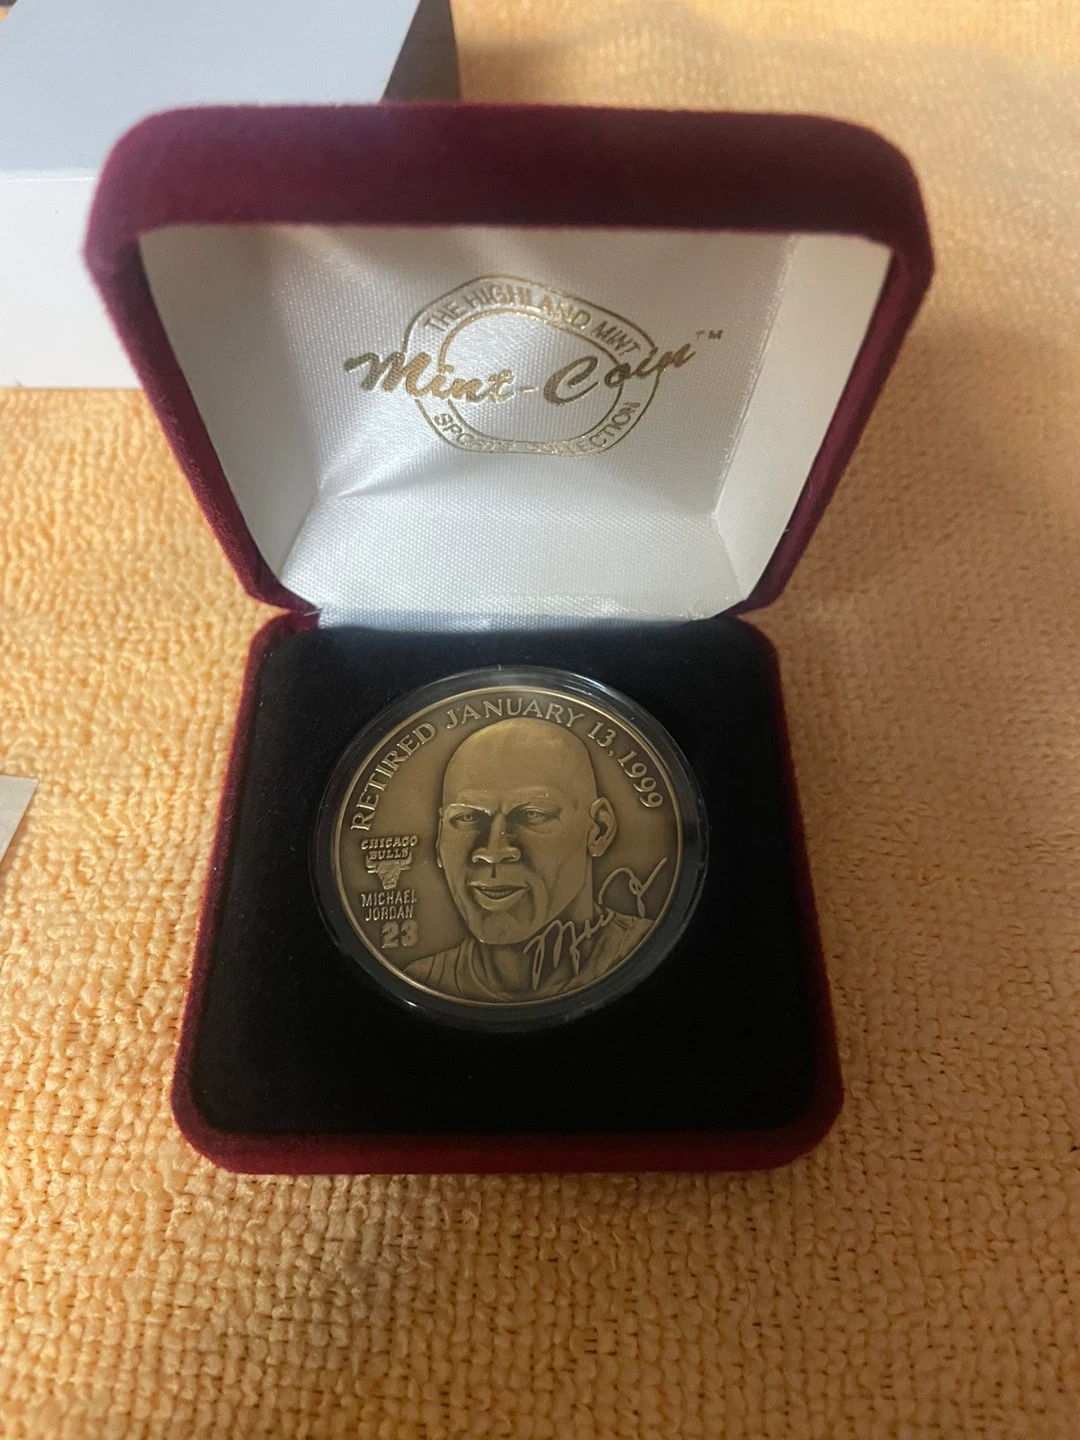 THE HIGHLAND MINT
Mint-Coin™
SPORTS COLLECTION
RETIRED JANUARY 13, 1999
CHICAGO
BULLS
MICHAEL
JORDAN
23